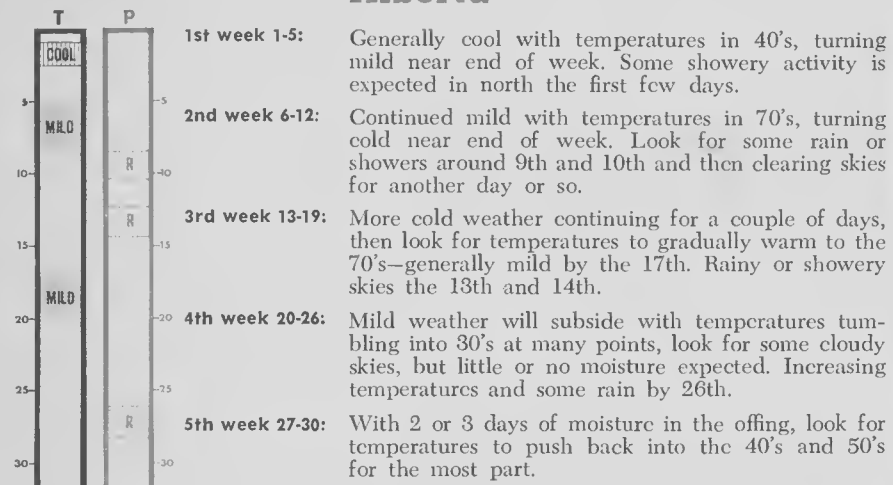 T P
1st week 1-5: Generally cool with temperatures in 40's, turning
mild near end of week. Some showery activity is
expected in north the first few days.
2nd week 6-12: Continued mild with temperatures in 70's, turning
cold near end of week. Look for some rain or
showers around 9th and 10th and then clearing skies
for another day or so.
3rd week 13-19: More cold weather continuing for a couple of days,
then look for temperatures to gradually warm to the
70's—generally mild by the 17th. Rainy or showery
skies the 13th and 14th.
4th week 20-26: Mild weather will subside with temperatures tum-
bling into 30's at many points, look for some cloudy
skies, but little or no moisture expected. Increasing
temperatures and some rain by 26th.
5th week 27-30: With 2 or 3 days of moisture in the offing, look for
temperatures to push back into the 40's and 50's
for the most part.
COOL
5 5
MILD
R
10 10
R
15 15
MILD
20 20
25 25
R
30 30